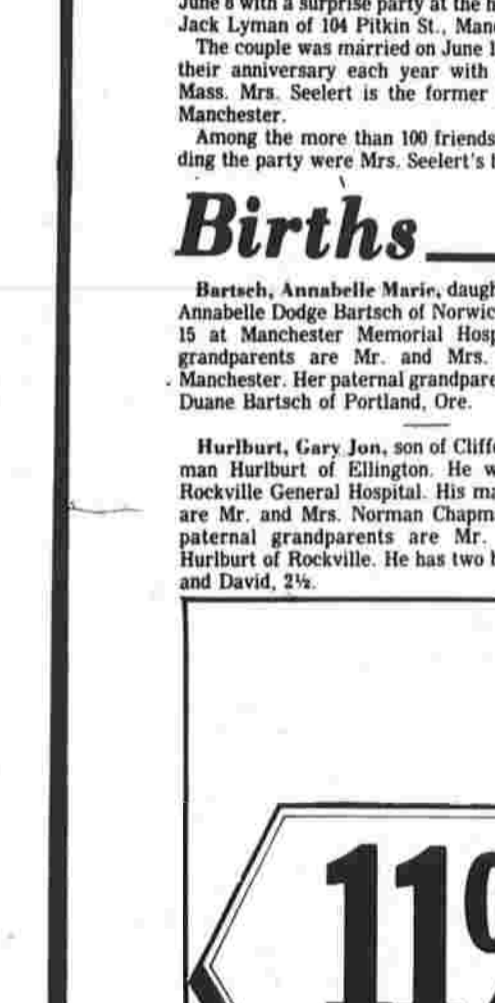 June 8 with a surprise party at the
Jack Lyman of 104 Pitkin St.,
The couple was married on June
their anniversary each year with
Mass. Mrs. Seelert is the former
Manchester.
Among the more than 100 friends
ding the party were Mrs. Seelert's
Births
Bartsch, Annabelle Marie, daugh
Annabelle Dodge Bartsch of Norwic
15 at Manchester Memorial Hosp
grandparents are Mr. and Mrs.
Manchester. Her paternal grandpare
Duane Bartsch of Portland, Ore.
Hurlburt, Gary Jon, son of Cliff
man Hurlburt of Ellington. He w
Rockville General Hospital. His ma
are Mr. and Mrs. Norman Chapm
paternal grandparents are Mr.
Hurlburt of Rockville. He has two
and David, 2½.
11